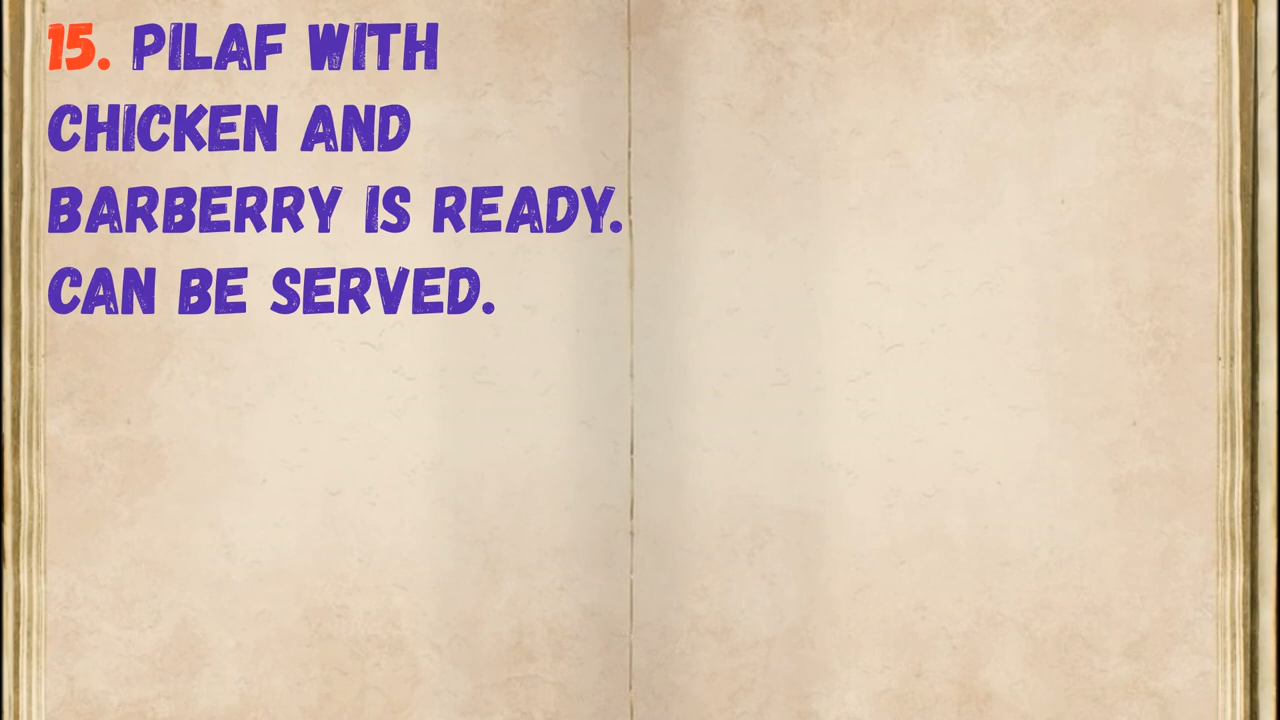 15. PILAF WITH
CHICKEN AND
BARBERRY IS READY.
CAN BE SERVED.